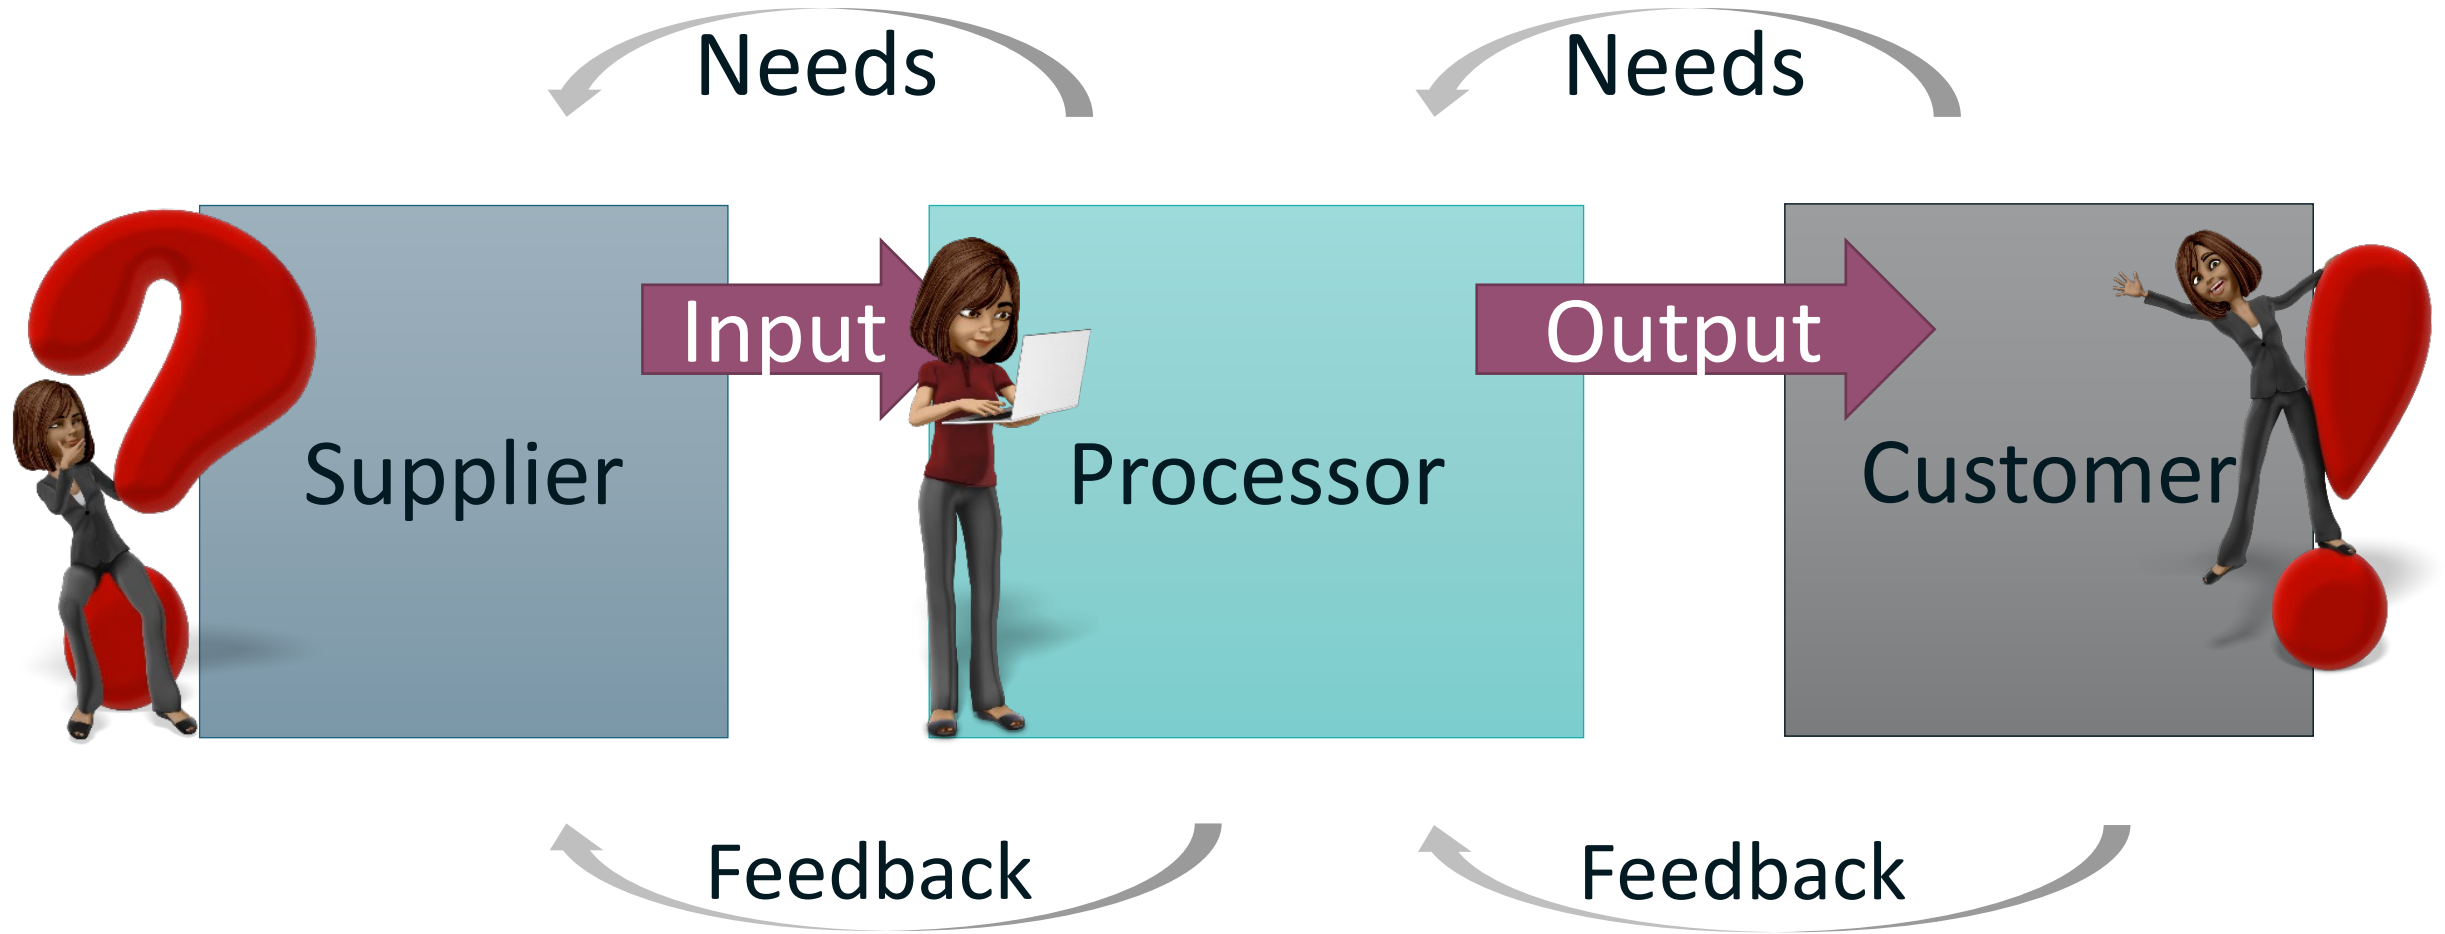 Needs
Needs
Input
Output
Supplier
Processor
Customer
Feedback
Feedback